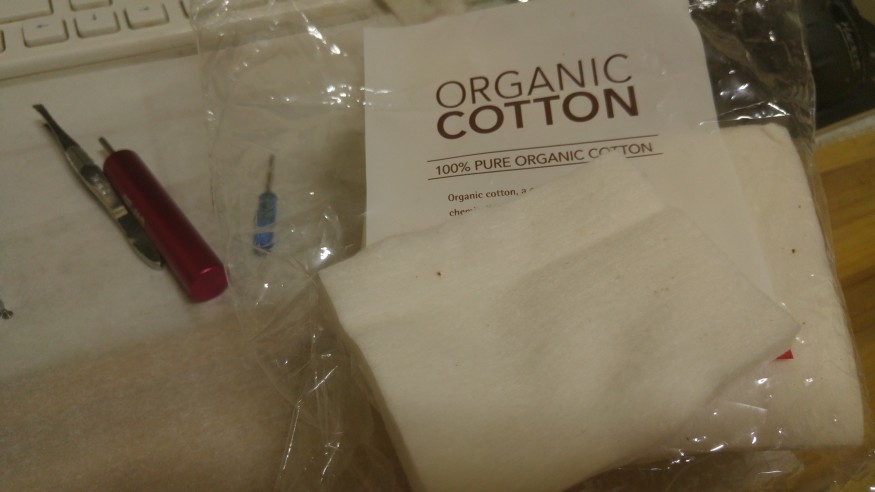 ORGANIC
COTTON
100% PURE ORGANIC COTTON
Organic cotton, a